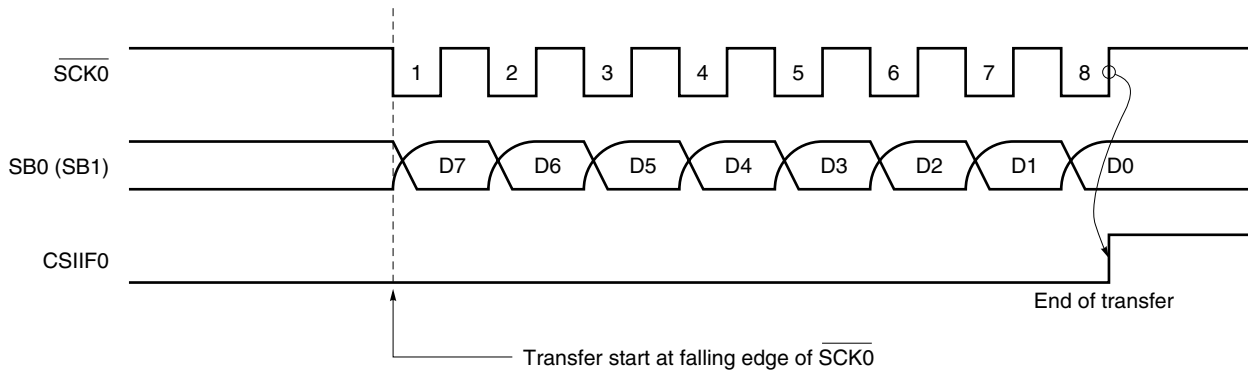 SCK0 1 2 3 4 5 6 7 8
SB0 (SB1) D7 D6 D5 D4 D3 D2 D1 D0
CSIIF0
End of transfer
Transfer start at falling edge of SCK0